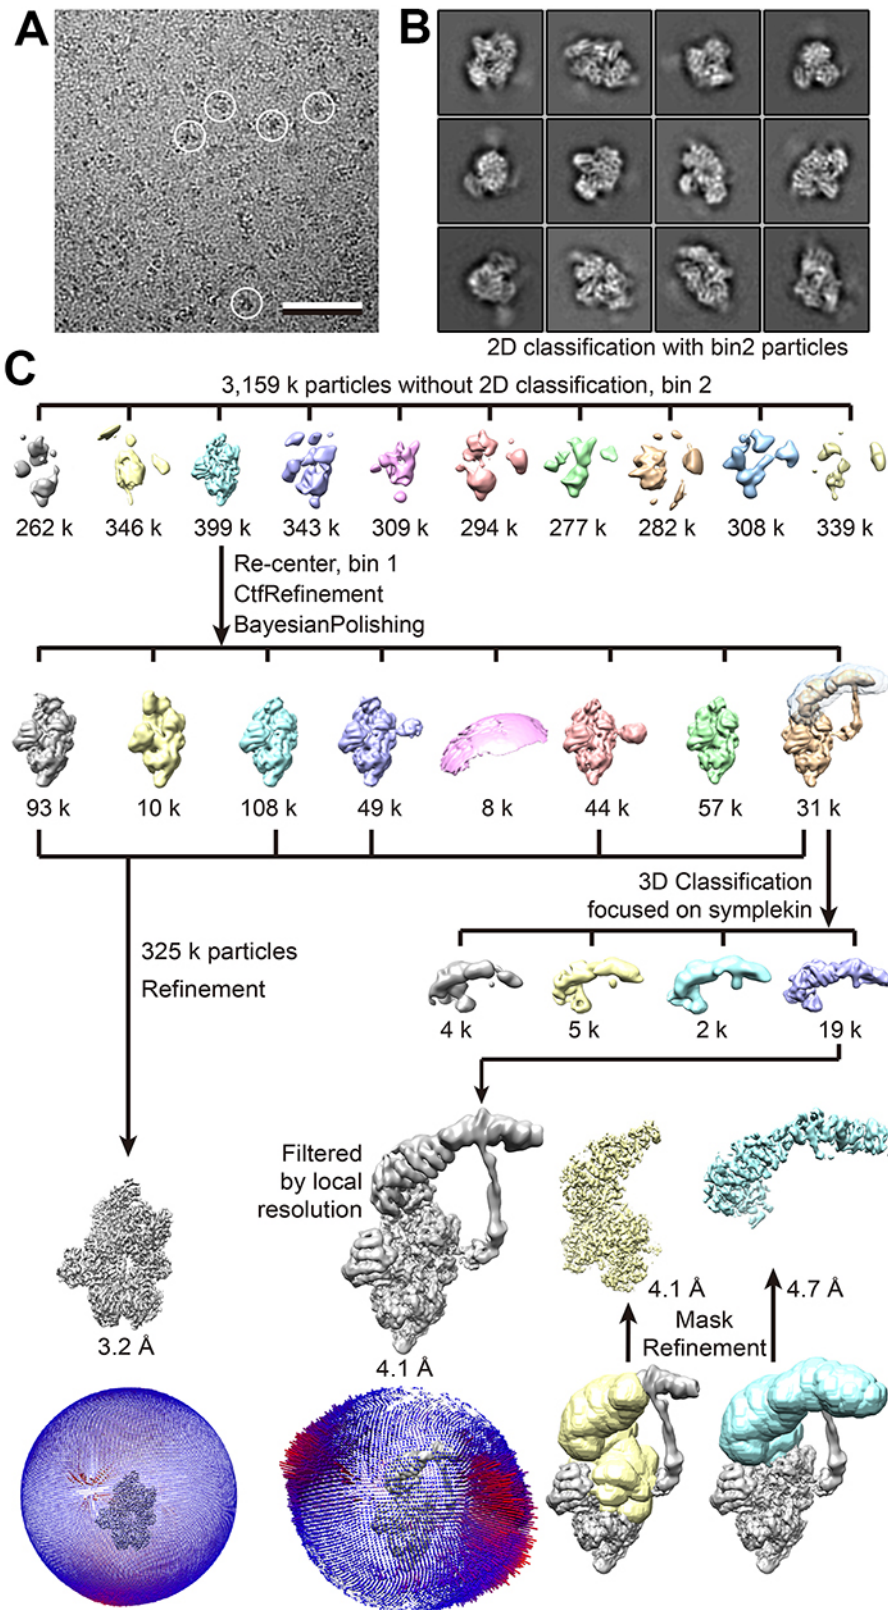 A
B
2D classification with bin2 particles
C
3,159 k particles without 2D classification, bin 2
262 k 346 k 399 k 343 k 309 k 294 k 277 k 282 k 308 k 339 k
Re-center, bin 1
CtfRefinement
BayesianPolishing
93 k 10 k 108 k 49 k 8 k 44 k 57 k 31 k
3D Classification
focused on symplekin
325 k particles
Refinement
4 k 5 k 2 k 19 k
Filtered
by local
resolution
3.2 Å
4.1 Å
4.1 Å
4.7 Å
Mask
Refinement